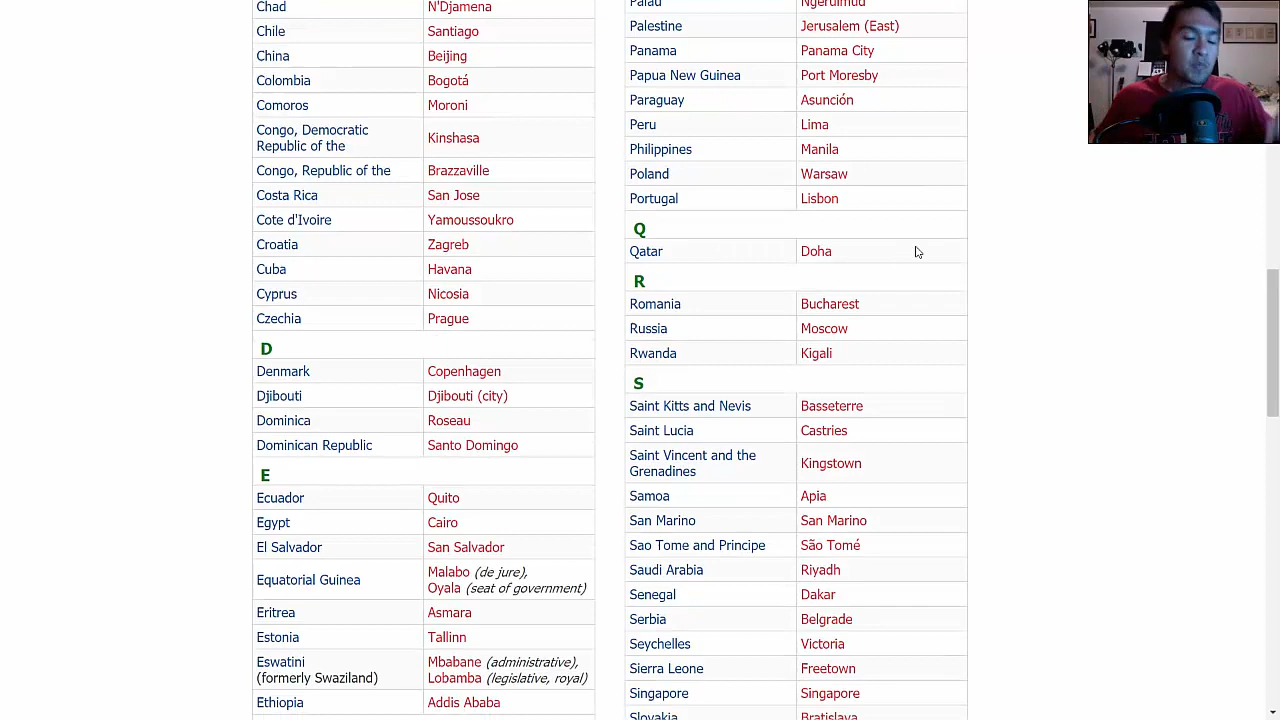 Chad N'Djamena
Chile Santiago
China Beijing
Colombia Bogotá
Comoros Moroni
Congo, Democratic
Republic of the Kinshasa
Congo, Republic of the Brazzaville
Costa Rica San Jose
Cote d'Ivoire Yamoussoukro
Croatia Zagreb
Cuba Havana
Cyprus Nicosia
Czechia Prague
D
Denmark Copenhagen
Djibouti Djibouti (city)
Dominica Roseau
Dominican Republic Santo Domingo
E
Ecuador Quito
Egypt Cairo
El Salvador San Salvador
Equatorial Guinea Malabo (de jure),
Oyala (seat of government)
Eritrea Asmara
Estonia Tallinn
Eswatini Mbabane (administrative),
(formerly Swaziland) Lobamba (legislative, royal)
Ethiopia Addis Ababa
Palau Ngerulmud
Palestine Jerusalem (East)
Panama Panama City
Papua New Guinea Port Moresby
Paraguay Asunción
Peru Lima
Philippines Manila
Poland Warsaw
Portugal Lisbon
Q
Qatar Doha
R
Romania Bucharest
Russia Moscow
Rwanda Kigali
S
Saint Kitts and Nevis Basseterre
Saint Lucia Castries
Saint Vincent and the
Grenadines Kingstown
Samoa Apia
San Marino San Marino
Sao Tome and Principe São Tomé
Saudi Arabia Riyadh
Senegal Dakar
Serbia Belgrade
Seychelles Victoria
Sierra Leone Freetown
Singapore Singapore
Slovakia Bratislava